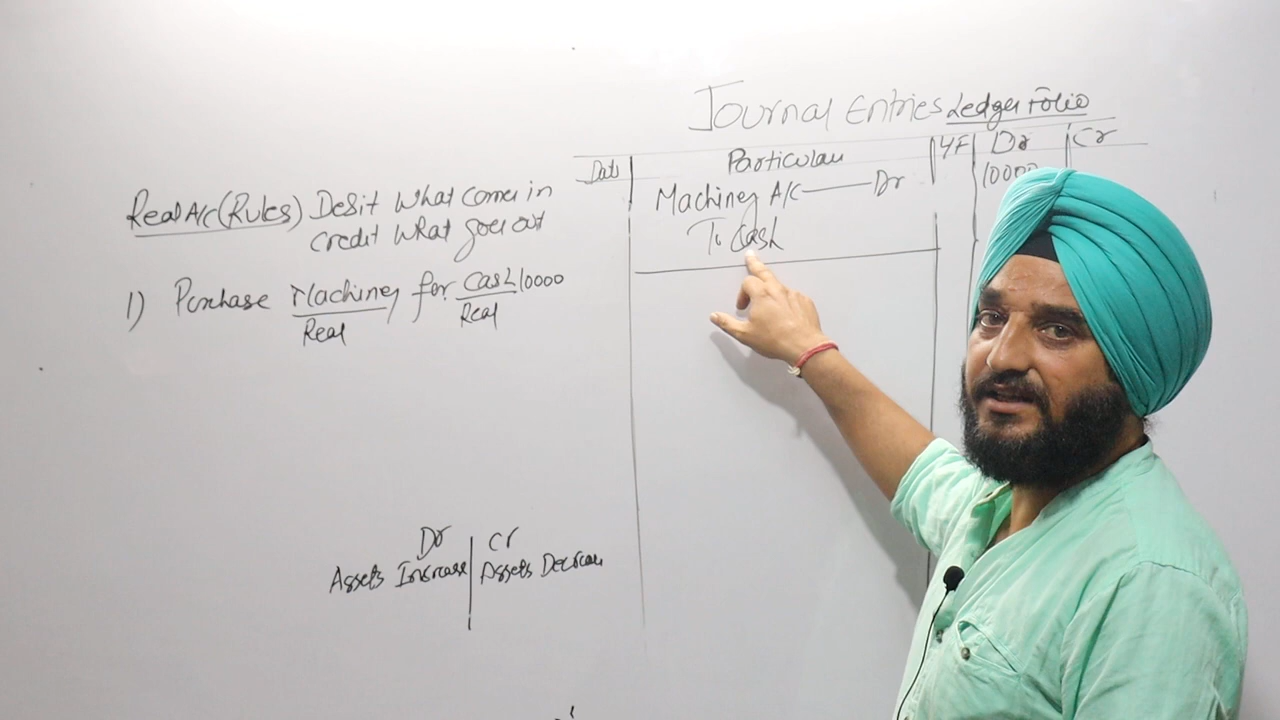 Journal Entries Ledger Folio
Date Particulars L/F Dr Cr
Machinery A/C —— Dr 10000
To Cash
Real A/C (Rules) Debit What comes in
credit What goes out
1) Purchase Machinery for Cash 10000
Real Real
Dr Cr
Assets Increase Assets Decrease